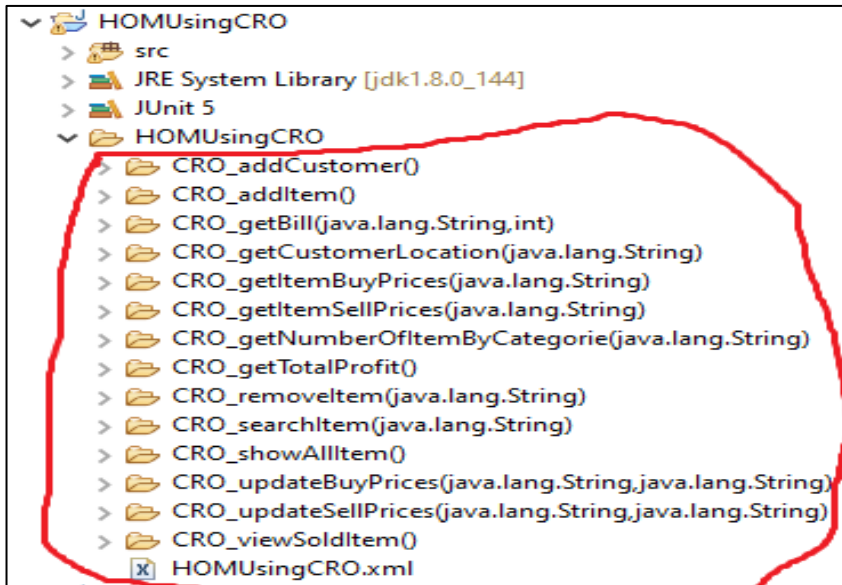 HOMUsingCRO
src
JRE System Library [jdk1.8.0_144]
JUnit 5
HOMUsingCRO
CRO_addCustomer()
CRO_addItem()
CRO_getBill(java.lang.String,int)
CRO_getCustomerLocation(java.lang.String)
CRO_getItemBuyPrices(java.lang.String)
CRO_getItemSellPrices(java.lang.String)
CRO_getNumberOfItemByCategorie(java.lang.String)
CRO_getTotalProfit()
CRO_removeItem(java.lang.String)
CRO_searchItem(java.lang.String)
CRO_showAllItem()
CRO_updateBuyPrices(java.lang.String,java.lang.String)
CRO_updateSellPrices(java.lang.String,java.lang.String)
CRO_viewSoldItem()
HOMUsingCRO.xml